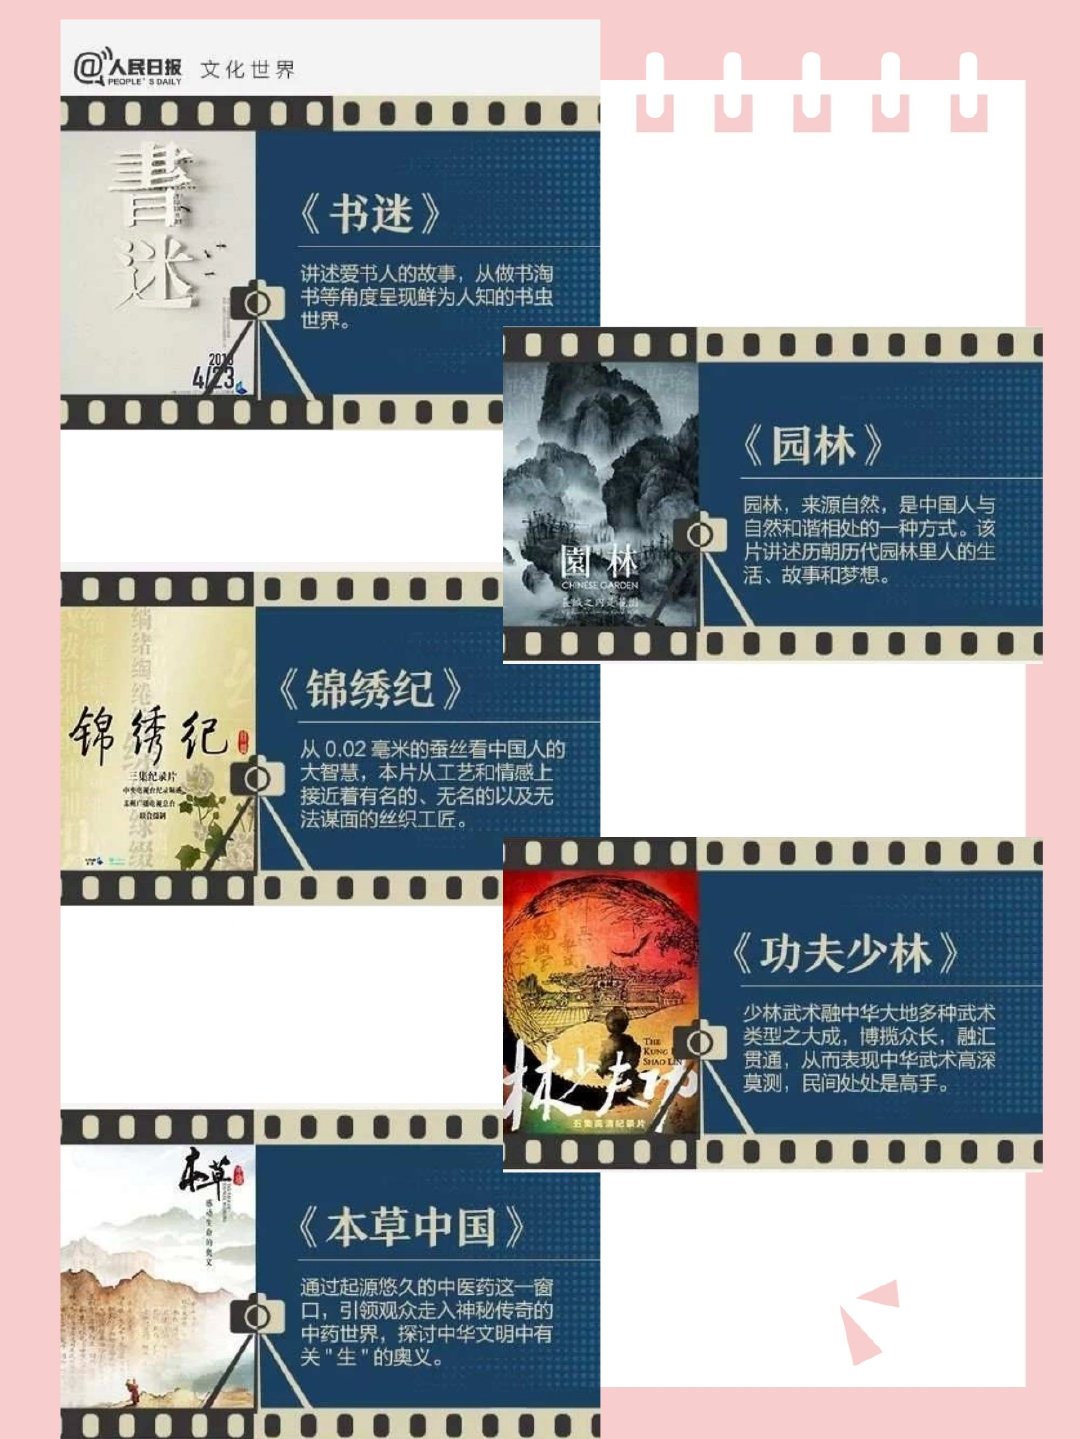 @人民日报
PEOPLE'S DAILY
文化世界
書
迷
2018
4/23
《书迷》
讲述爱书人的故事，从做书淘
书等角度呈现鲜为人知的书虫
世界。
園林
CHINESE GARDEN
《园林》
园林，来源自然，是中国人与
自然和谐相处的一种方式。该
片讲述历朝历代园林里人的生
活、故事和梦想。
锦绣纪
三集纪录片
联合摄制
《锦绣纪》
从 0.02 毫米的蚕丝看中国人的
大智慧，本片从工艺和情感上
接近着有名的、无名的以及无
法谋面的丝织工匠。
THE
KUNG
SHAO LIN
林少夫功
五集高清纪录片
《功夫少林》
少林武术融中华大地多种武术
类型之大成，博揽众长，融汇
贯通，从而表现中华武术高深
莫测，民间处处是高手。
本草
感动生命的奥义
《本草中国》
通过起源悠久的中医药这一窗
口，引领观众走入神秘传奇的
中药世界，探讨中华文明中有
关"生"的奥义。